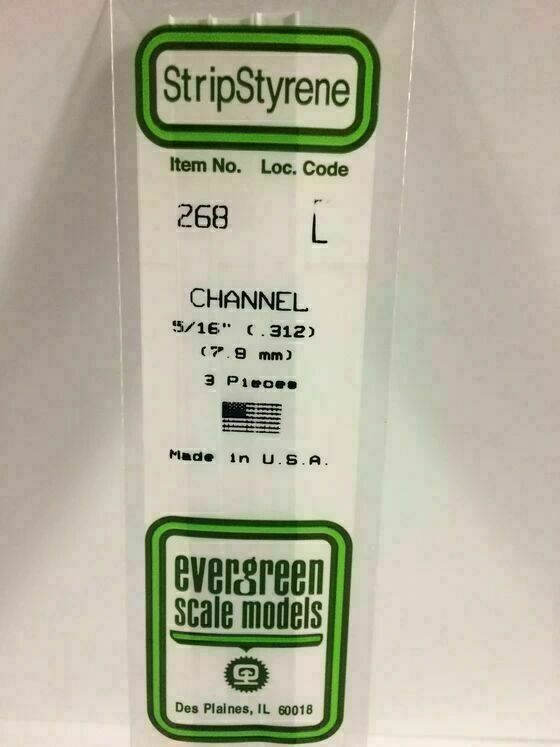 StripStyrene
Item No. Loc. Code
268 L
CHANNEL
5/16" (.312)
(7.9 mm)
3 Pieces
Made in U.S.A.
evergreen
scale models
Des Plaines, IL 60018